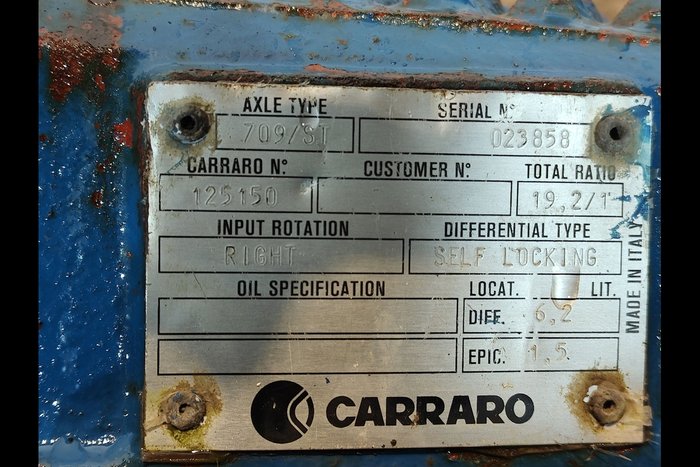 AXLE TYPE SERIAL N°
709/ST 023858
CARRARO N° CUSTOMER N° TOTAL RATIO
125150 19,2/1
INPUT ROTATION DIFFERENTIAL TYPE
RIGHT SELF LOCKING
OIL SPECIFICATION LOCAT. LIT.
DIFF. 6,2
EPIC. 1,5
MADE IN ITALY
CARRARO